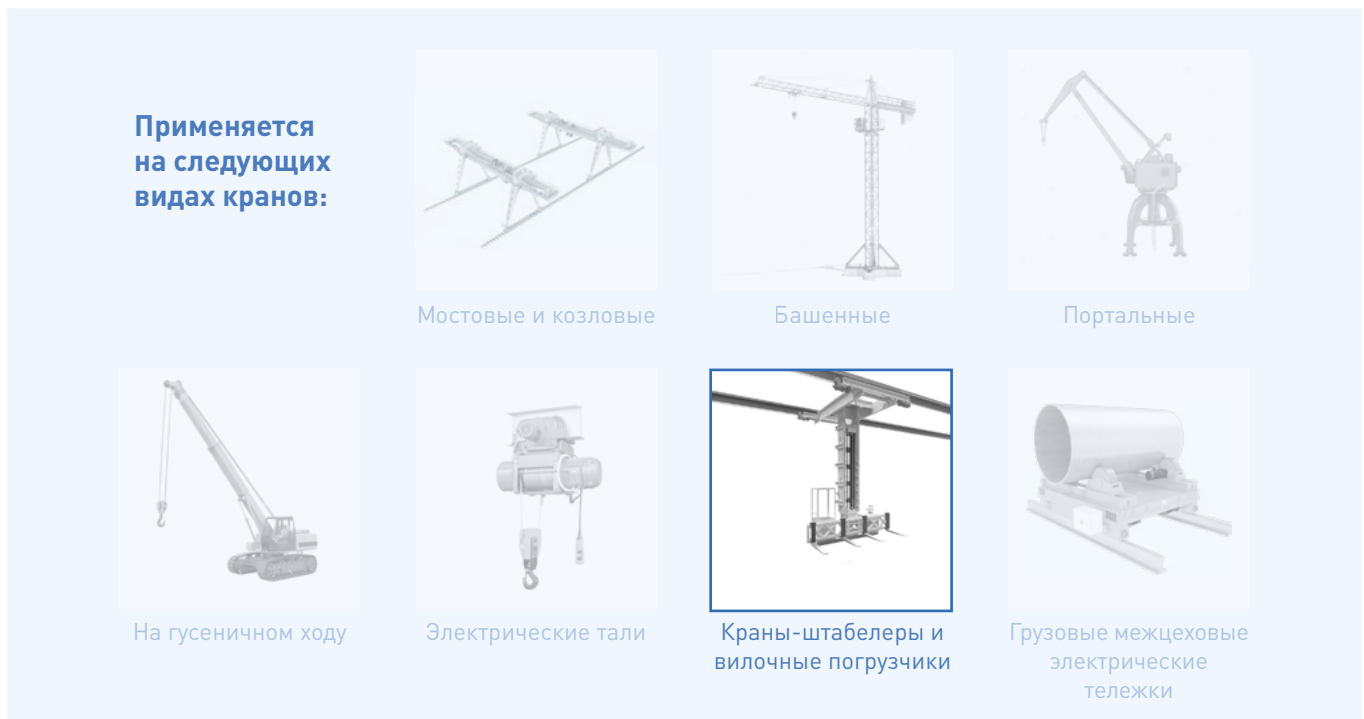 Применяется
на следующих
видах кранов:
Мостовые и козловые
Башенные
Портальные
На гусеничном ходу
Электрические тали
Краны-штабелеры и
вилочные погрузчики
Грузовые межцеховые
электрические
тележки